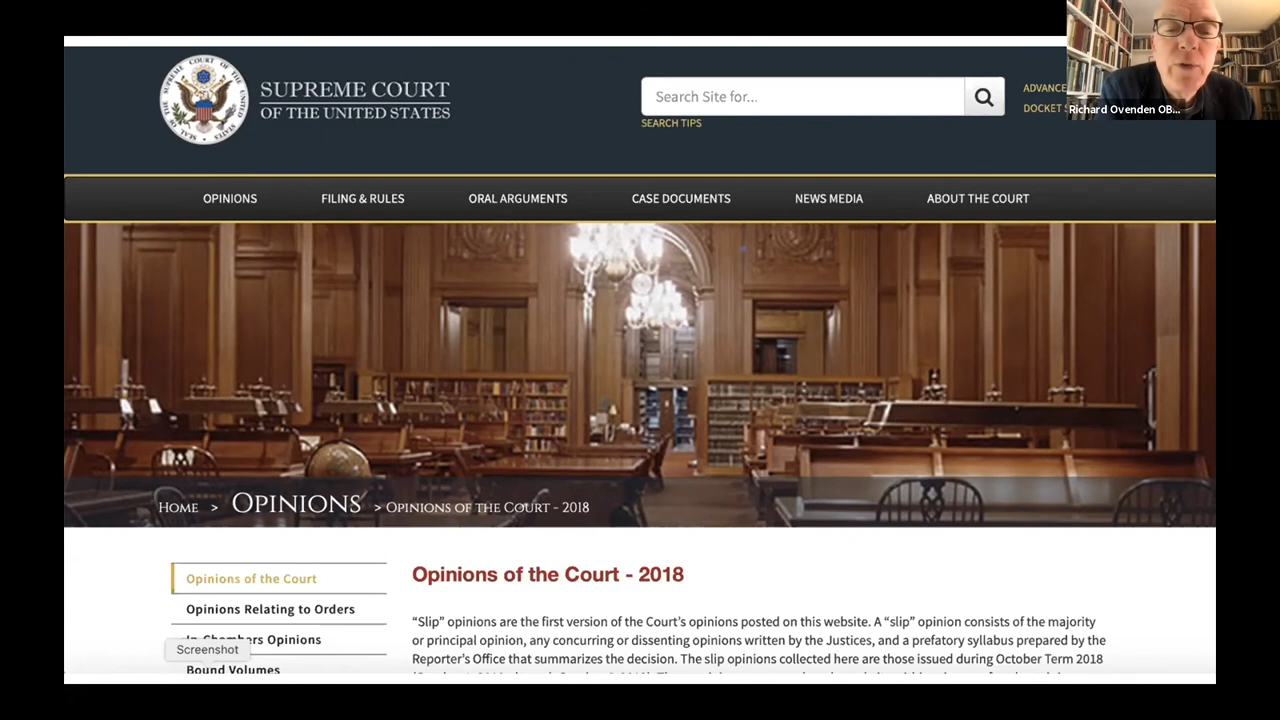 SUPREME COURT
OF THE UNITED STATES
Search Site for...
SEARCH TIPS
ADVANCE
DOCKET S
Richard Ovenden OB...
OPINIONS
FILING & RULES
ORAL ARGUMENTS
CASE DOCUMENTS
NEWS MEDIA
ABOUT THE COURT
HOME > OPINIONS > OPINIONS OF THE COURT - 2018
Opinions of the Court
Opinions Relating to Orders
In-Chambers Opinions
Screenshot
Bound Volumes
Opinions of the Court - 2018
“Slip” opinions are the first version of the Court’s opinions posted on this website. A “slip” opinion consists of the majority
or principal opinion, any concurring or dissenting opinions written by the Justices, and a prefatory syllabus prepared by the
Reporter’s Office that summarizes the decision. The slip opinions collected here are those issued during October Term 2018